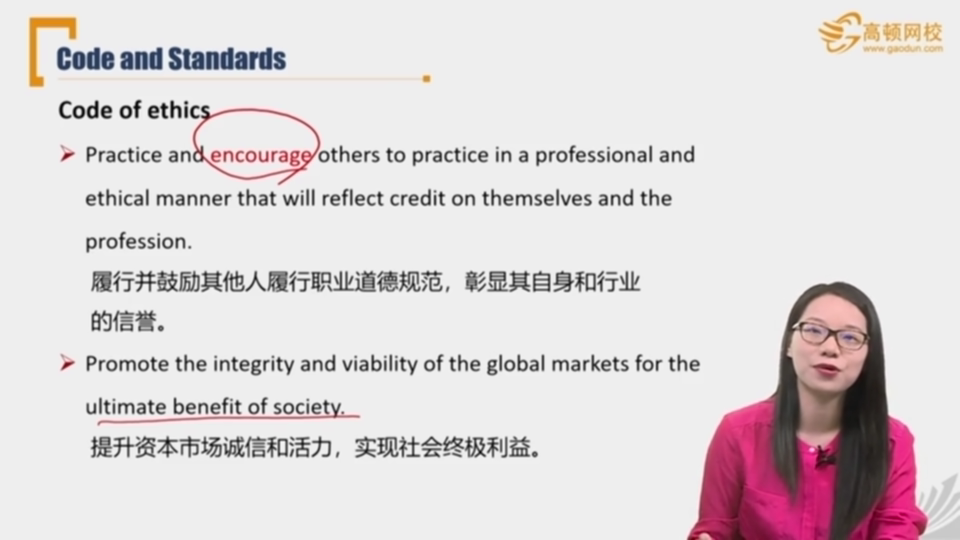 高顿网校
www.gaodun.com
Code and Standards
Code of ethics
Practice and encourage others to practice in a professional and
ethical manner that will reflect credit on themselves and the
profession.
履行并鼓励其他人履行职业道德规范，彰显其自身和行业
的信誉。
Promote the integrity and viability of the global markets for the
ultimate benefit of society.
提升资本市场诚信和活力，实现社会终极利益。